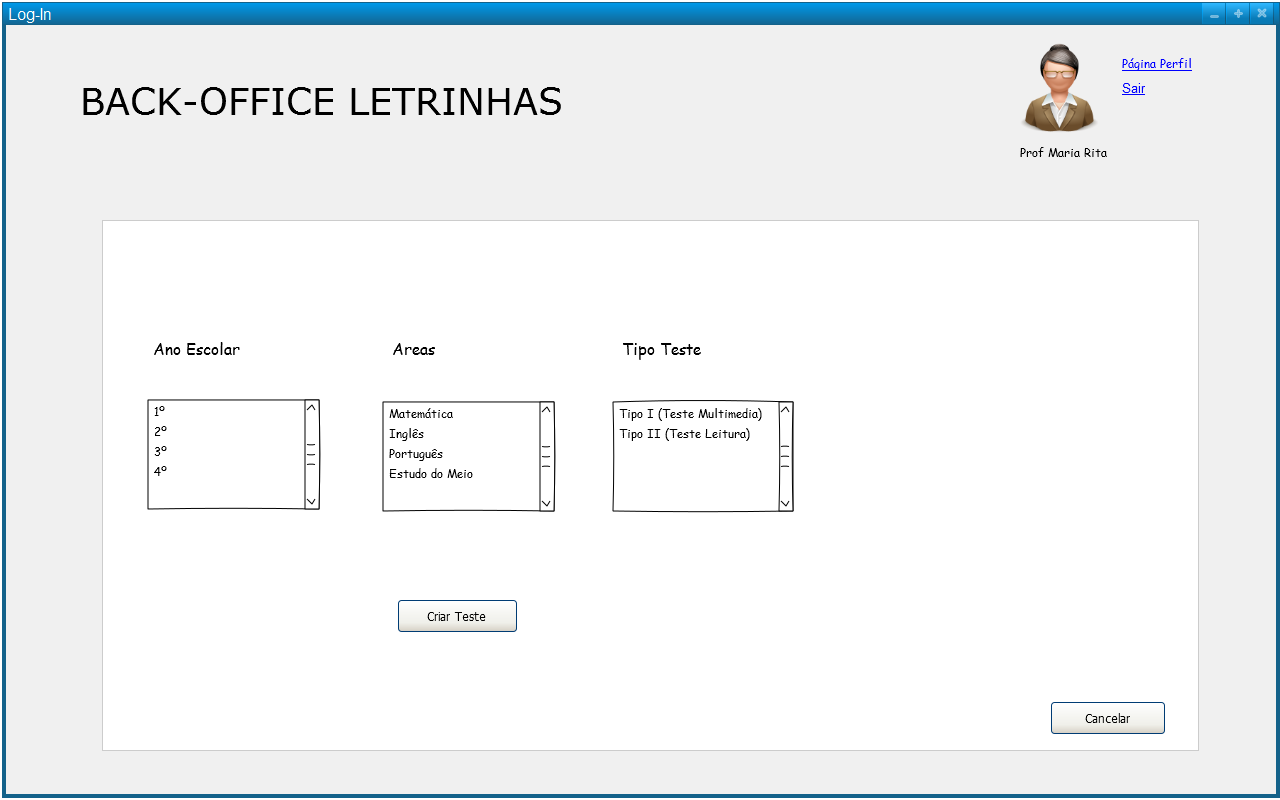 Log-In
BACK-OFFICE LETRINHAS
Página Perfil
Sair
Prof Maria Rita
Ano Escolar
1º
2º
3º
4º
Areas
Matemática
Inglês
Português
Estudo do Meio
Tipo Teste
Tipo I (Teste Multimedia)
Tipo II (Teste Leitura)
Criar Teste
Cancelar